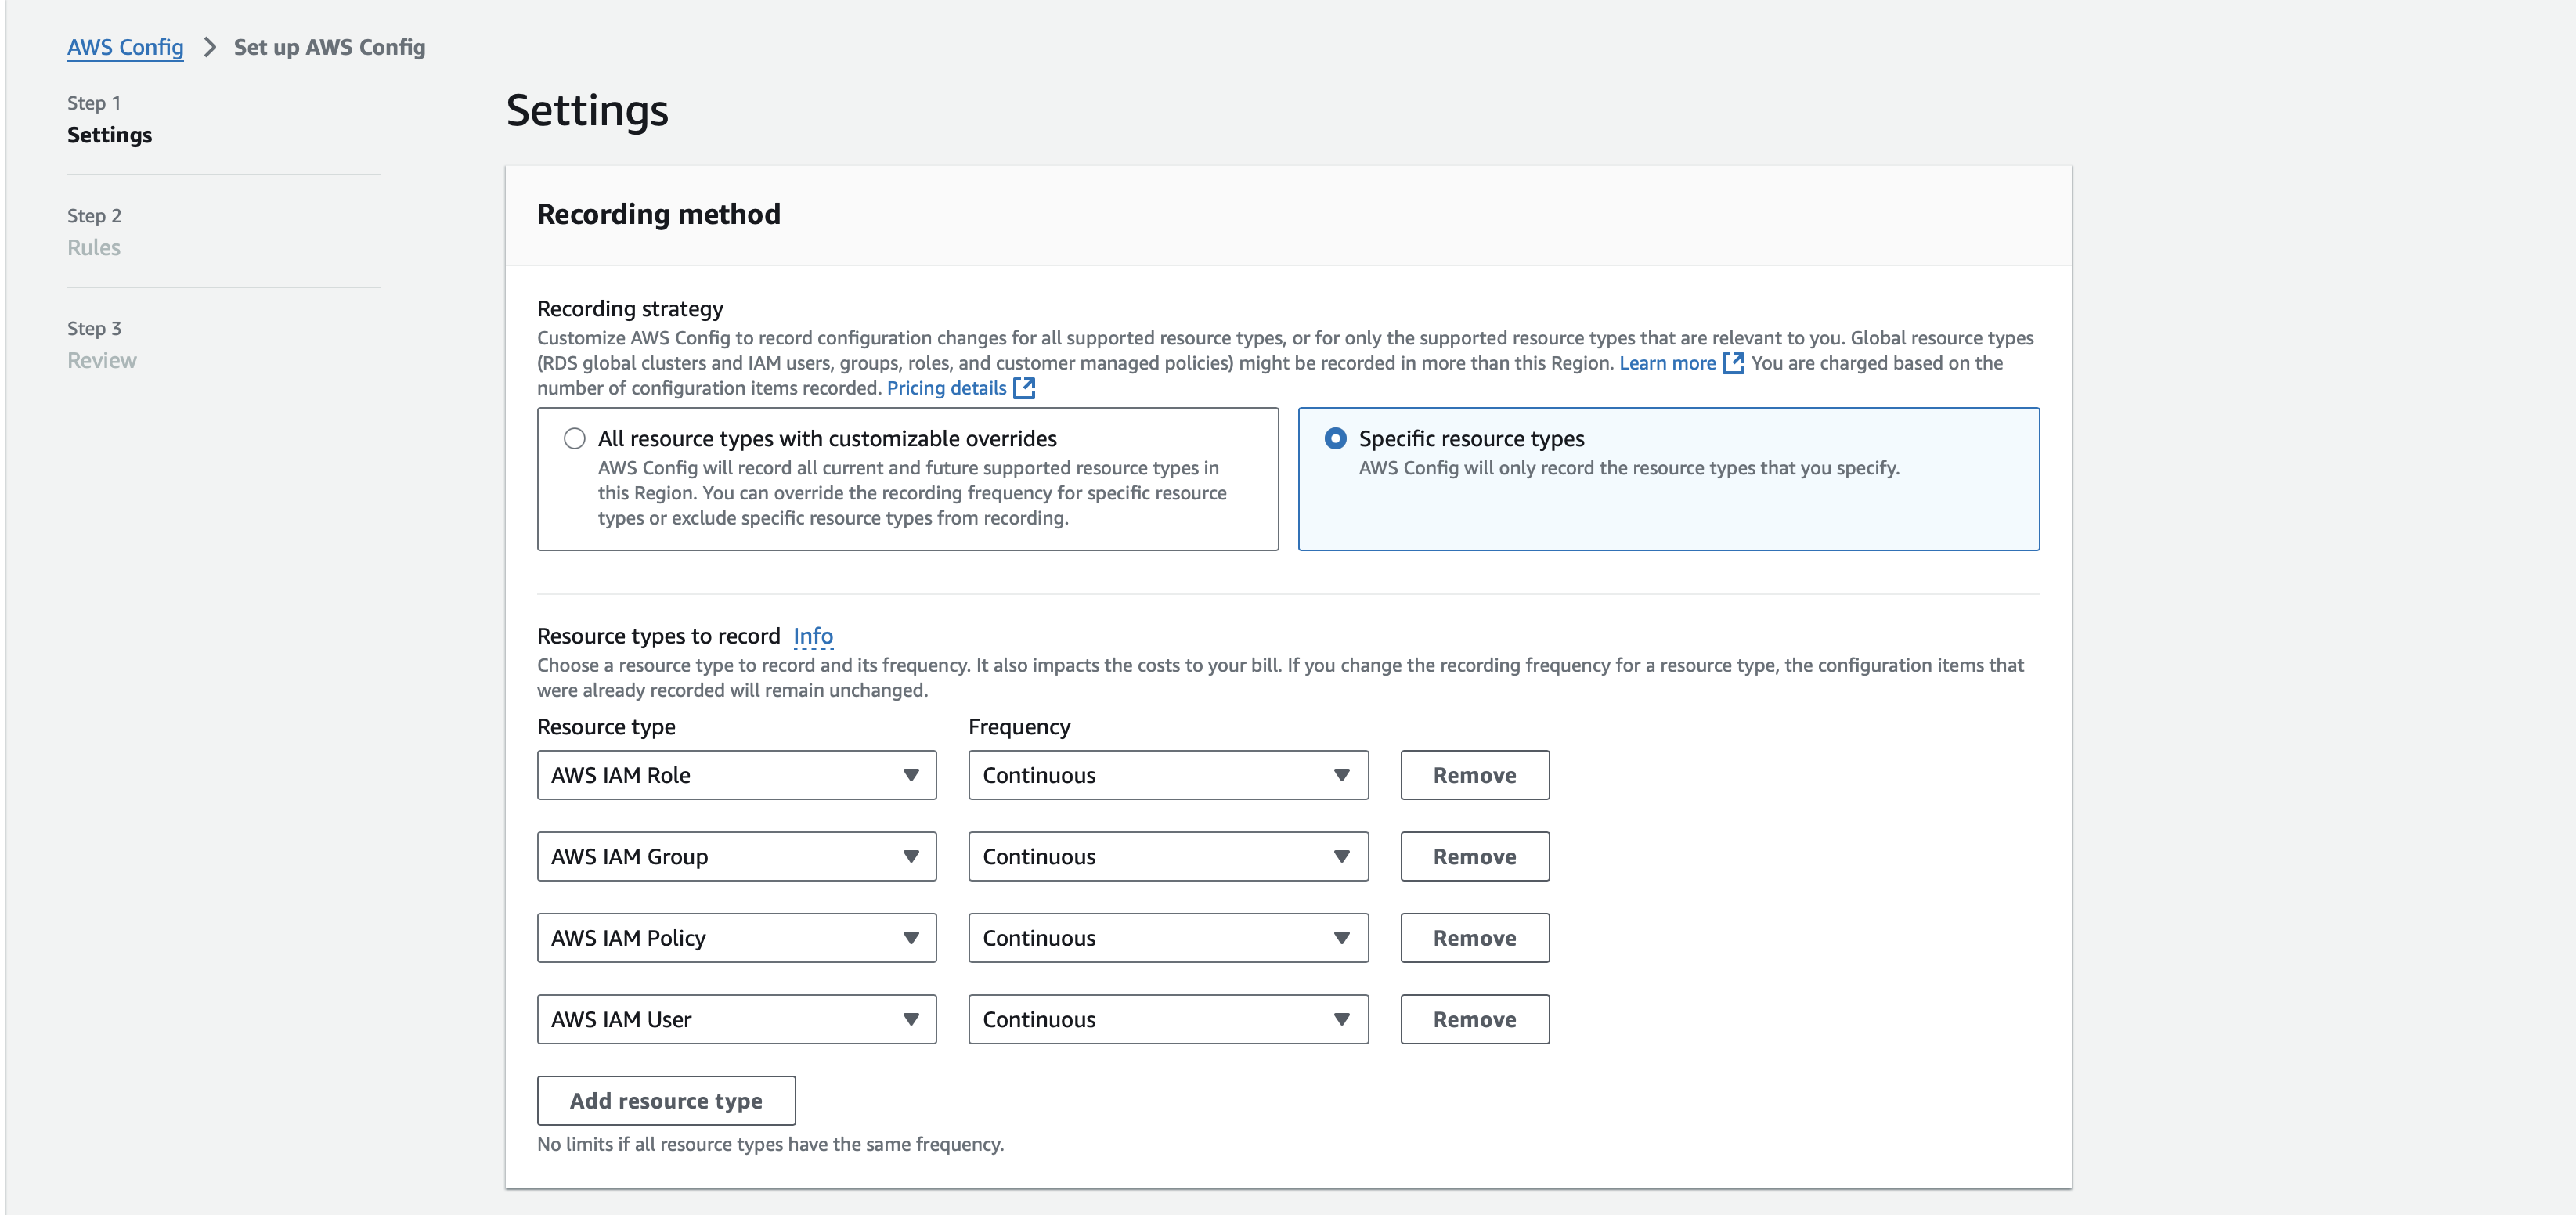 AWS Config > Set up AWS Config
Step 1
Settings
Step 2
Rules
Step 3
Review
Settings
Recording method
Recording strategy
Customize AWS Config to record configuration changes for all supported resource types, or for only the supported resource types that are relevant to you. Global resource types
(RDS global clusters and IAM users, groups, roles, and customer managed policies) might be recorded in more than this Region. Learn more You are charged based on the
number of configuration items recorded. Pricing details
All resource types with customizable overrides
AWS Config will record all current and future supported resource types in
this Region. You can override the recording frequency for specific resource
types or exclude specific resource types from recording.
Specific resource types
AWS Config will only record the resource types that you specify.
Resource types to record Info
Choose a resource type to record and its frequency. It also impacts the costs to your bill. If you change the recording frequency for a resource type, the configuration items that
were already recorded will remain unchanged.
Resource type Frequency
AWS IAM Role Continuous Remove
AWS IAM Group Continuous Remove
AWS IAM Policy Continuous Remove
AWS IAM User Continuous Remove
Add resource type
No limits if all resource types have the same frequency.